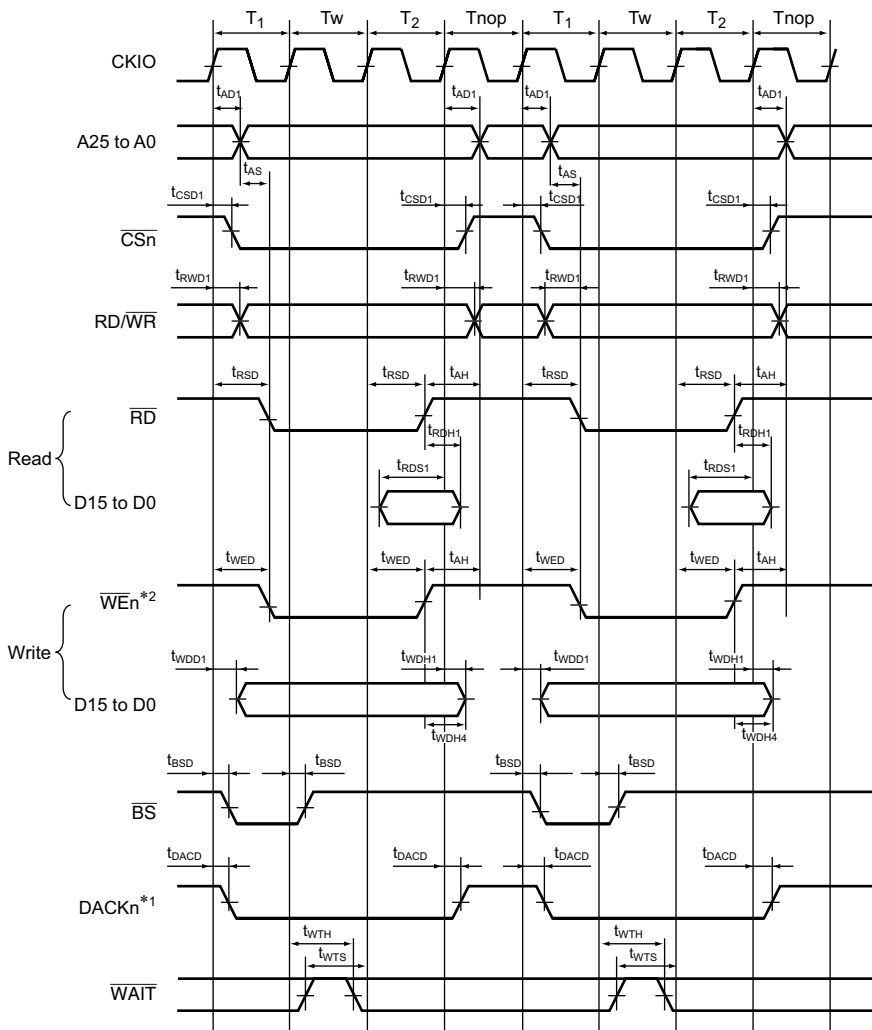 T1 Tw T2 Tnop T1 Tw T2 Tnop
CKIO
tAD1 tAD1 tAD1 tAD1
A25 to A0
tAS tAS
tCSD1 tCSD1 tCSD1 tCSD1
CSn
tRWD1 tRWD1 tRWD1 tRWD1
RD/WR
tRSD tRSD tAH tRSD tRSD tAH
RD
tRDH1 tRDH1
Read
tRDS1 tRDS1
D15 to D0
tWED tWED tAH tWED tWED tAH
WEn*2
Write
tWDD1 tWDH1 tWDD1 tWDH1
D15 to D0
tWDH4 tWDH4
tBSD tBSD tBSD tBSD
BS
tDACD tDACD tDACD tDACD
DACKn*1
tWTH tWTH
tWTS tWTS
WAIT